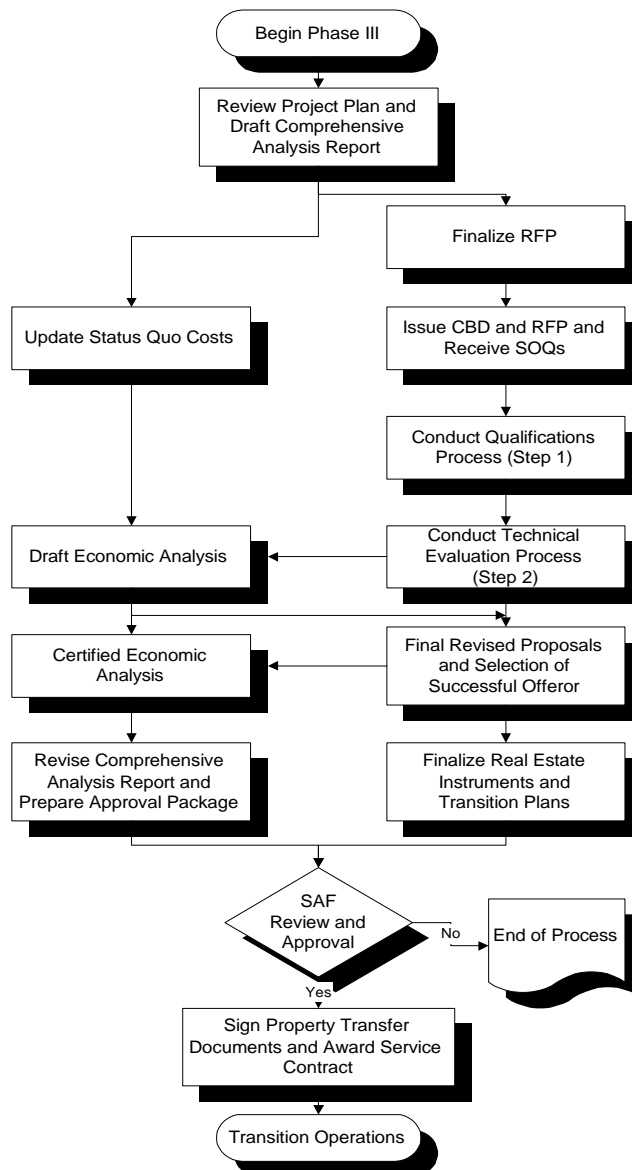 Begin Phase III
Review Project Plan and
Draft Comprehensive
Analysis Report
Finalize RFP
Update Status Quo Costs
Issue CBD and RFP and
Receive SOQs
Conduct Qualifications
Process (Step 1)
Draft Economic Analysis
Conduct Technical
Evaluation Process
(Step 2)
Certified Economic
Analysis
Final Revised Proposals
and Selection of
Successful Offeror
Revise Comprehensive
Analysis Report and
Prepare Approval Package
Finalize Real Estate
Instruments and
Transition Plans
SAF
Review and
Approval
No
End of Process
Yes
Sign Property Transfer
Documents and Award Service
Contract
Transition Operations